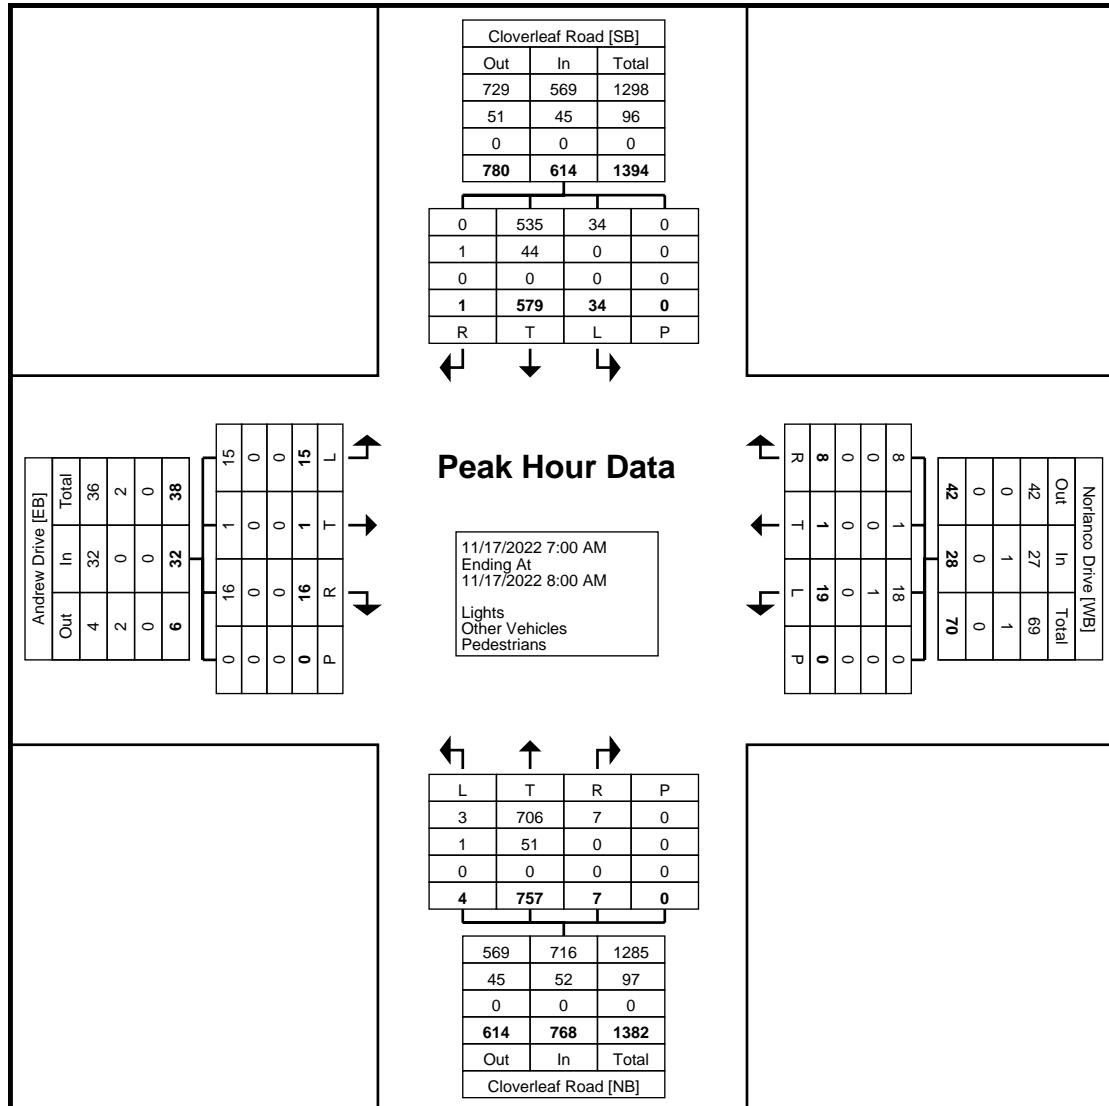 Cloverleaf Road [SB]
Out In Total
729 569 1298
51 45 96
0 0 0
780 614 1394
0 535 34 0
1 44 0 0
0 0 0 0
1 579 34 0
R T L P
Andrew Drive [EB]
Out In Total
4 32 36
2 0 2
0 0 0
6 32 38
0 16 1 15
0 0 0 0
0 0 0 0
0 16 1 15
P R T L
Peak Hour Data
11/17/2022 7:00 AM
Ending At
11/17/2022 8:00 AM
Lights
Other Vehicles
Pedestrians
Norlanco Drive [WB]
Out In Total
42 27 69
0 1 1
0 0 0
42 28 70
8 1 18 0
0 0 1 0
0 0 0 0
8 1 19 0
R T L P
L T R P
3 706 7 0
1 51 0 0
0 0 0 0
4 757 7 0
569 716 1285
45 52 97
0 0 0
614 768 1382
Out In Total
Cloverleaf Road [NB]